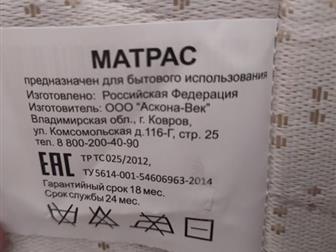 МАТРАС
предназначен для бытового использования
Изготовлено: Российская Федерация
Изготовитель: ООО "Аскона-Век"
Владимирская обл., г. Ковров,
ул. Комсомольская д.116-Г, стр. 25
тел. 8 800-200-40-90
ЕАС
ТР ТС 025/2012,
ТУ 5614-001-54606963-2014
Гарантийный срок 18 мес.
Срок службы 24 мес.